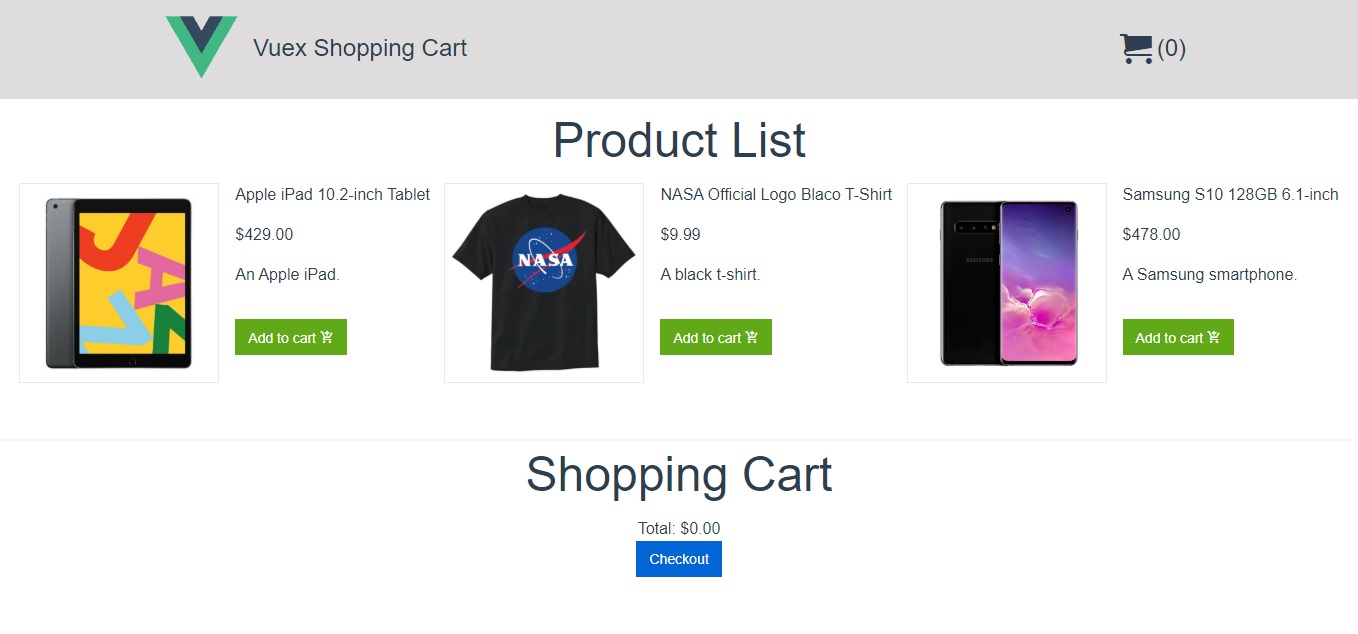 Vuex Shopping Cart
(0)
Product List
Apple iPad 10.2-inch Tablet
$429.00
An Apple iPad.
Add to cart
NASA
NASA Official Logo Blaco T-Shirt
$9.99
A black t-shirt.
Add to cart
SAMSUNG
Samsung S10 128GB 6.1-inch
$478.00
A Samsung smartphone.
Add to cart
Shopping Cart
Total: $0.00
Checkout